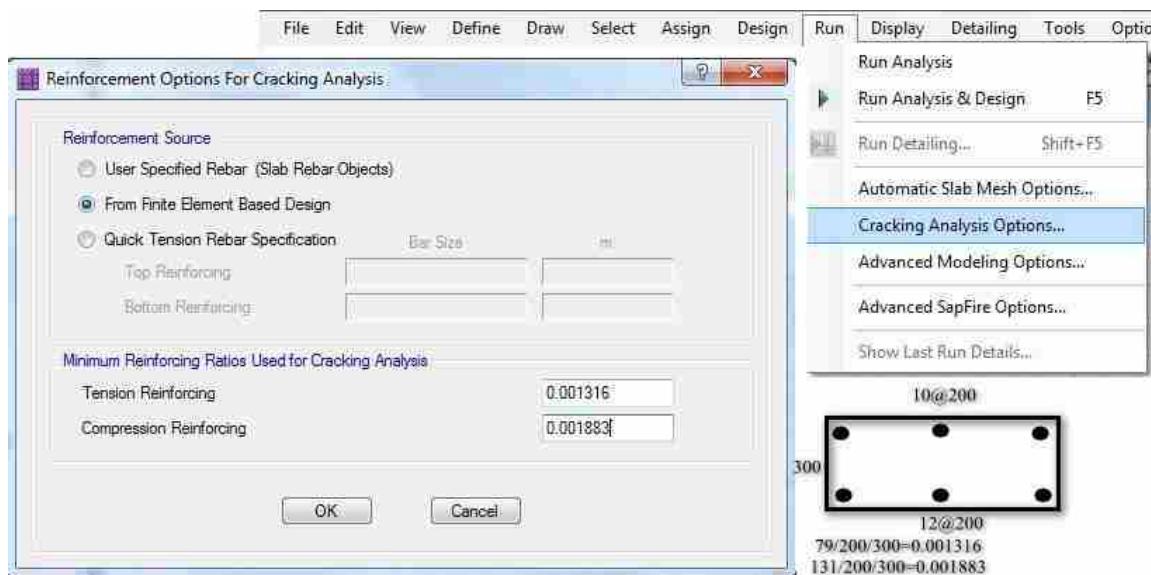 File Edit View Define Draw Select Assign Design Run Display Detailing Tools Optio
Run Analysis
Run Analysis & Design F5
Run Detailing... Shift+F5
Automatic Slab Mesh Options...
Cracking Analysis Options...
Advanced Modeling Options...
Advanced SapFire Options...
Show Last Run Details...
Reinforcement Options For Cracking Analysis
Reinforcement Source
User Specified Rebar (Slab Rebar Objects)
From Finite Element Based Design
Quick Tension Rebar Specification Bar Size m
Top Reinforcing
Bottom Reinforcing
Minimum Reinforcing Ratios Used for Cracking Analysis
Tension Reinforcing 0.001316
Compression Reinforcing 0.001883
OK Cancel
10@200
300
12@200
79/200/300=0.001316
131/200/300=0.001883